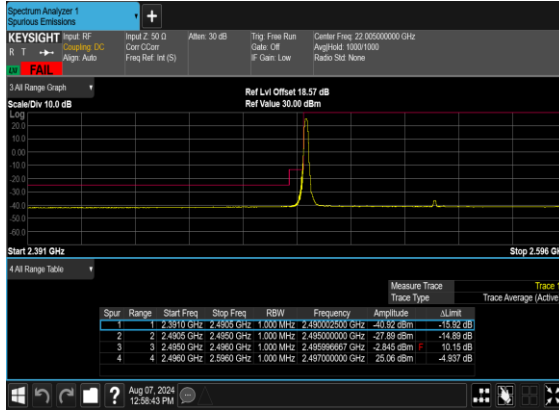 Spectrum Analyzer 1
Spurious Emissions
+
KEYSIGHT Input: RF Input Z: 50 Ω Atten: 30 dB Trig: Free Run Center Freq: 22.005000000 GHz
R T Coupling: DC Corr CCorr Gate: Off Avg|Hold: 1000/1000
Align: Auto Freq Ref: Int (S) IF Gain: Low Radio Std: None
FAIL
3 All Range Graph Ref Lvl Offset 18.57 dB
Scale/Div 10.0 dB Ref Value 30.00 dBm
Log
20.0
10.0
0.00
-10.0
-20.0
-30.0
-40.0
-50.0
-60.0
Start 2.391 GHz Stop 2.596 GH
4 All Range Table
Measure Trace Trace 1
Trace Type Trace Average (Active
Spur Range Start Freq Stop Freq RBW Frequency Amplitude ΔLimit
1 1 2.3910 GHz 2.4905 GHz 1.000 MHz 2.490002500 GHz -40.92 dBm -15.92 dB
2 2 2.4905 GHz 2.4950 GHz 1.000 MHz 2.495000000 GHz -27.89 dBm -14.89 dB
3 3 2.4950 GHz 2.4960 GHz 1.000 MHz 2.495996667 GHz -2.845 dBm F 10.15 dB
4 4 2.4960 GHz 2.5960 GHz 1.000 MHz 2.497000000 GHz 25.06 dBm -4.937 dB
? Aug 07, 2024
12:58:43 PM